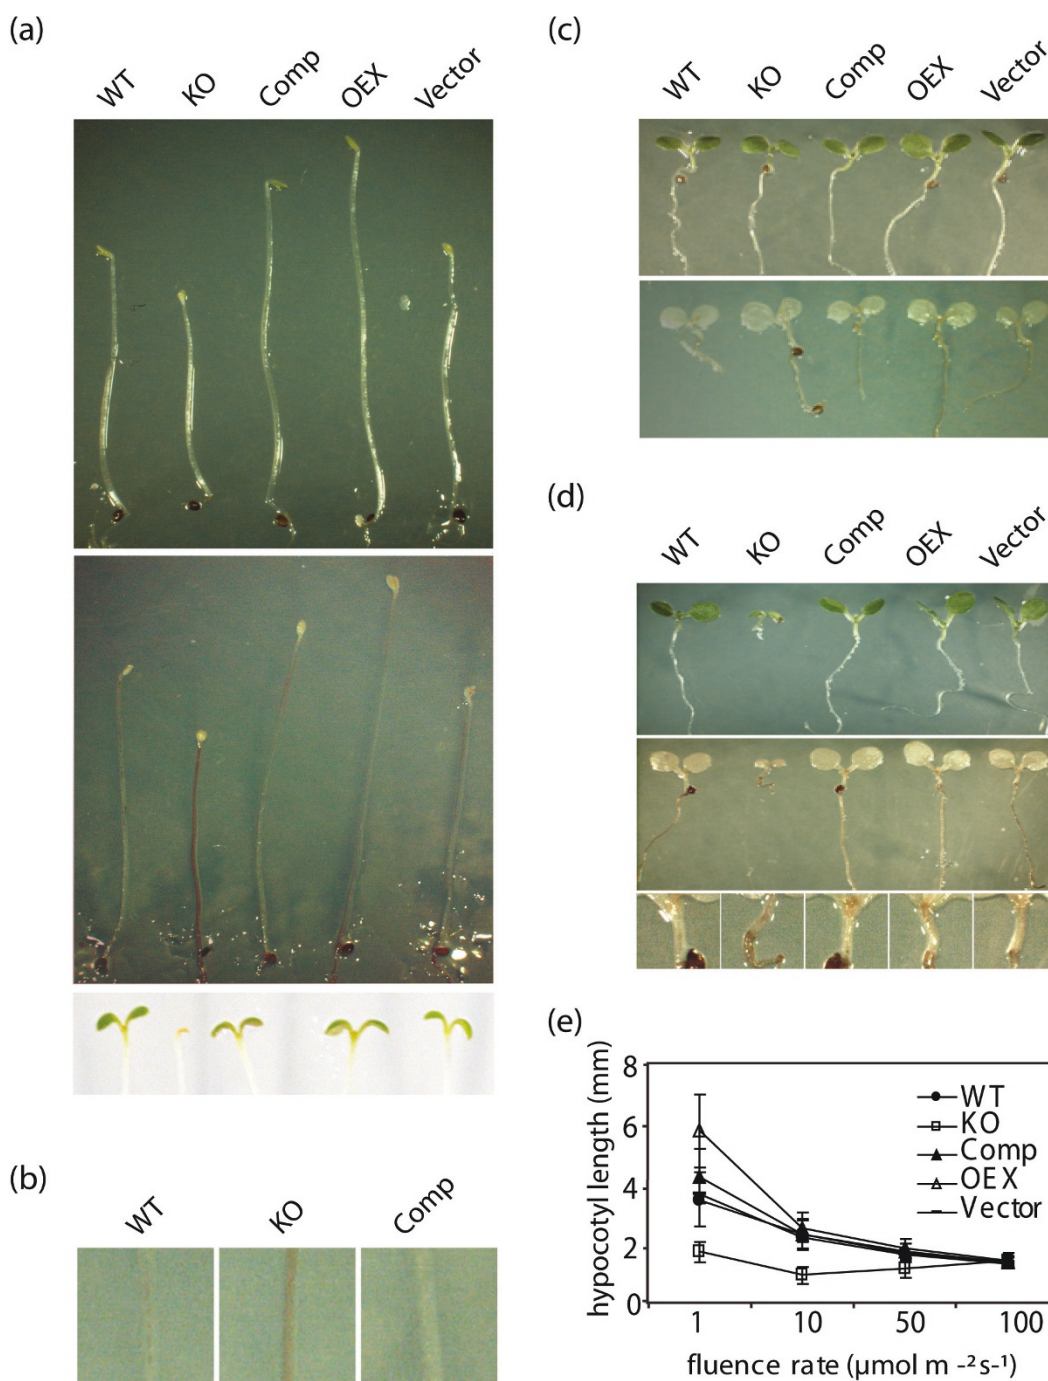 (a)
WT KO Comp OEX Vector
(b)
WT KO Comp
(c)
WT KO Comp OEX Vector
(d)
WT KO Comp OEX Vector
(e)
hypocotyl length (mm)
8
6
4
2
0
WT
KO
Comp
OEX
Vector
1 10 50 100
fluence rate (µmol m -²s-¹)